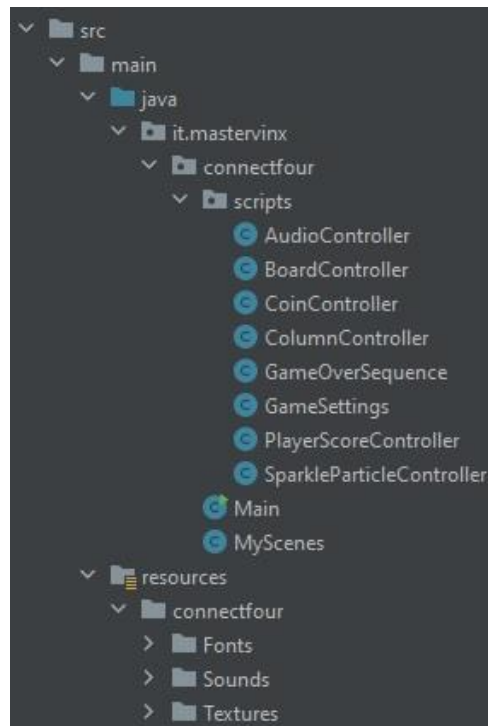 src
main
java
it.mastervinx
connectfour
scripts
AudioController
BoardController
CoinController
ColumnController
GameOverSequence
GameSettings
PlayerScoreController
SparkleParticleController
Main
MyScenes
resources
connectfour
Fonts
Sounds
Textures